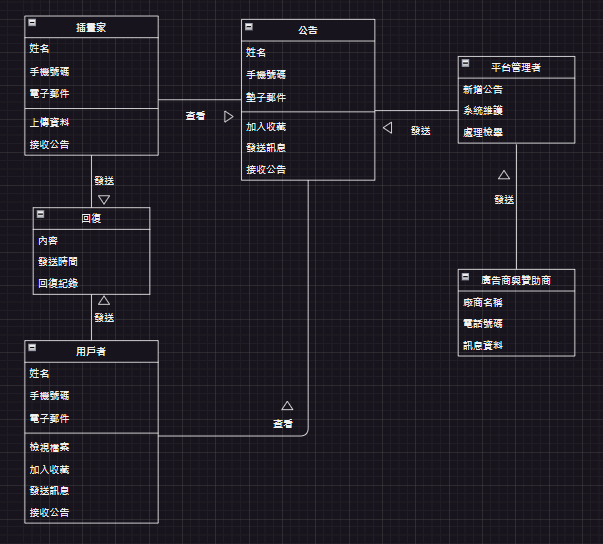 插畫家
姓名
手機號碼
電子郵件
上傳資料
接收公告
公告
姓名
手機號碼
墊子郵件
加入收藏
發送訊息
接收公告
平台管理者
新增公告
系統維護
處理檢舉
查看
發送
發送
發送
回復
內容
發送時間
回復紀錄
發送
廣告商與贊助商
廠商名稱
電話號碼
訊息資料
用戶者
姓名
手機號碼
電子郵件
檢視檔案
加入收藏
發送訊息
接收公告
查看